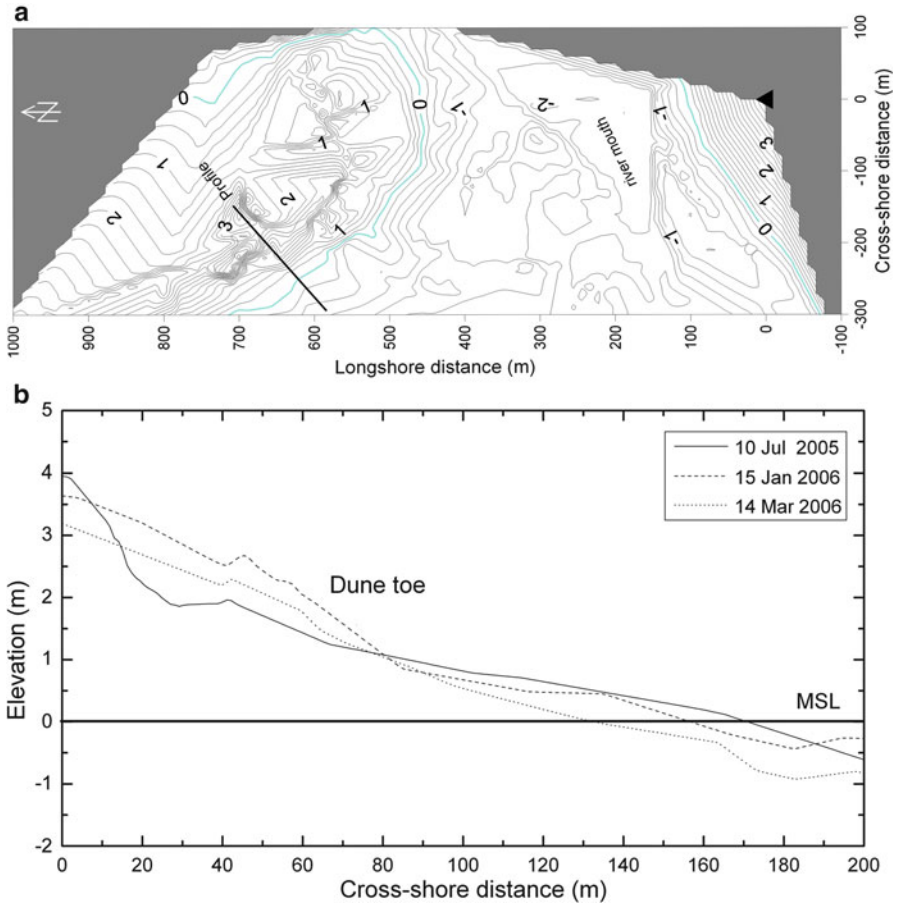 a
N
0
1
2
3
Profile
2
1
1
1
0
-1
-2
river mouth
-1
-1
0
1
2
3
0
100
0
-100
-200
-300
Cross-shore distance (m)
1000 900 800 700 600 500 400 300 200 100 0 -100
Longshore distance (m)
b
5
4
3
2
1
0
-1
-2
Elevation (m)
10 Jul 2005
15 Jan 2006
14 Mar 2006
Dune toe
MSL
0 20 40 60 80 100 120 140 160 180 200
Cross-shore distance (m)